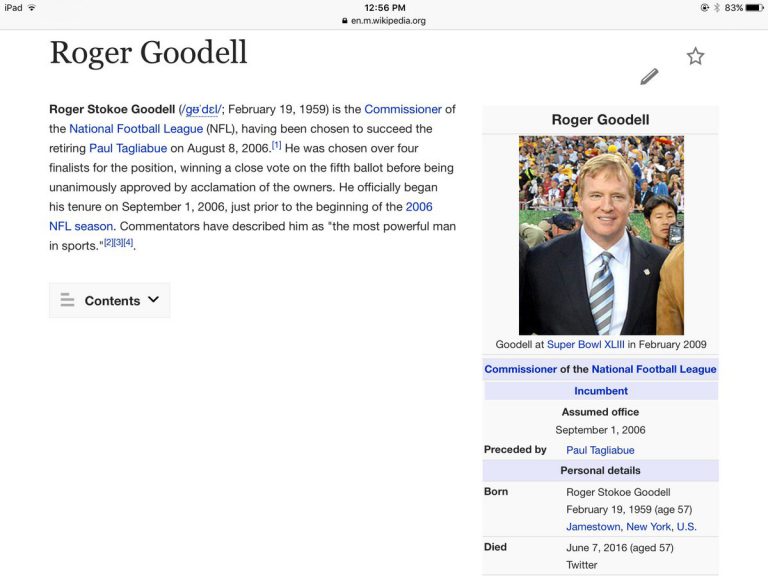 iPad 12:56 PM 83%
en.m.wikipedia.org
Roger Goodell
Roger Stokoe Goodell (/ɡʊˈdɛl/; February 19, 1959) is the Commissioner of
the National Football League (NFL), having been chosen to succeed the
retiring Paul Tagliabue on August 8, 2006.[1] He was chosen over four
finalists for the position, winning a close vote on the fifth ballot before being
unanimously approved by acclamation of the owners. He officially began
his tenure on September 1, 2006, just prior to the beginning of the 2006
NFL season. Commentators have described him as "the most powerful man
in sports."[2][3][4].
Contents
Roger Goodell
Goodell at Super Bowl XLIII in February 2009
Commissioner of the National Football League
Incumbent
Assumed office
September 1, 2006
Preceded by Paul Tagliabue
Personal details
Born Roger Stokoe Goodell
February 19, 1959 (age 57)
Jamestown, New York, U.S.
Died June 7, 2016 (aged 57)
Twitter